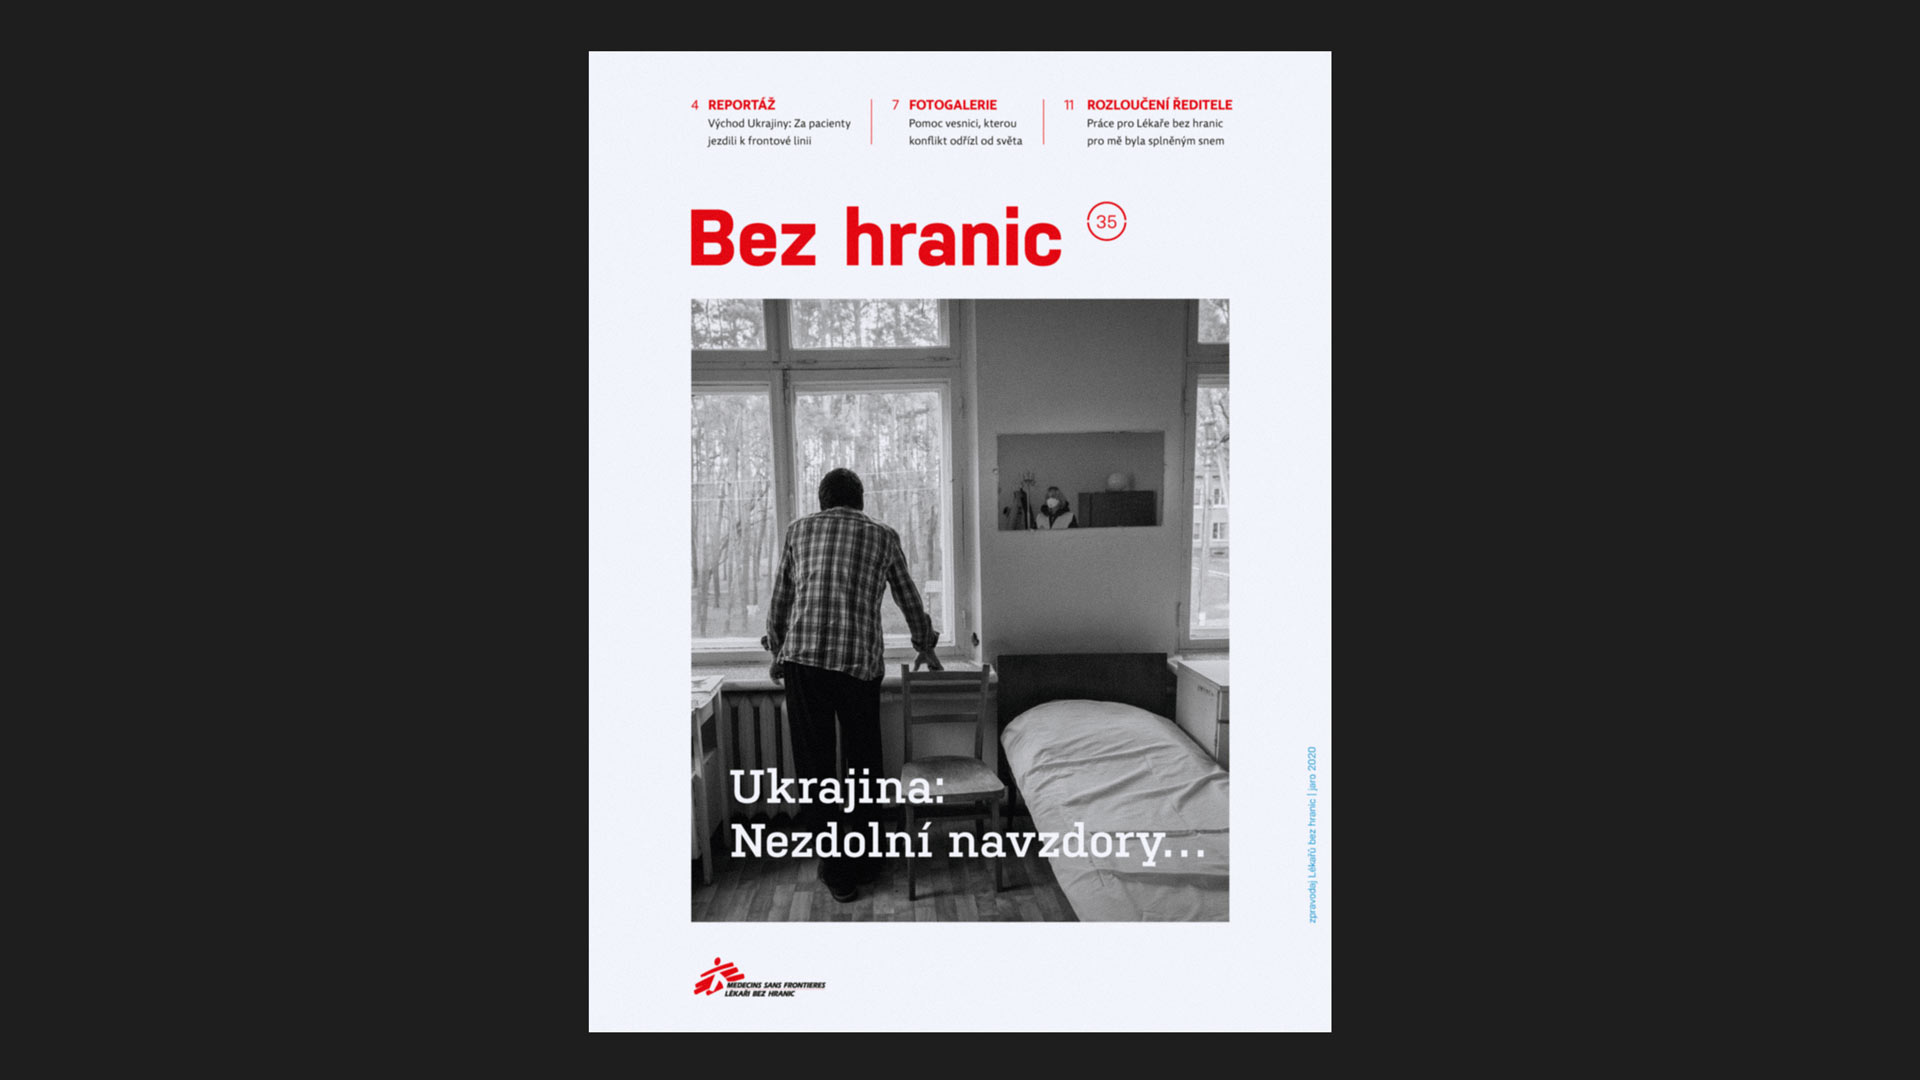 4 REPORTÁŽ
Východ Ukrajiny: Za pacienty
jezdili k frontové linii
7 FOTOGALERIE
Pomoc vesnici, kterou
konflikt odřízl od světa
11 ROZLOUČENÍ ŘEDITELE
Práce pro Lékaře bez hranic
pro mě byla splněným snem
Bez hranic 35
Ukrajina:
Nezdolní navzdory...
zpravodaj Lékařů bez hranic | jaro 2020
MEDECINS SANS FRONTIERES
LÉKAŘI BEZ HRANIC